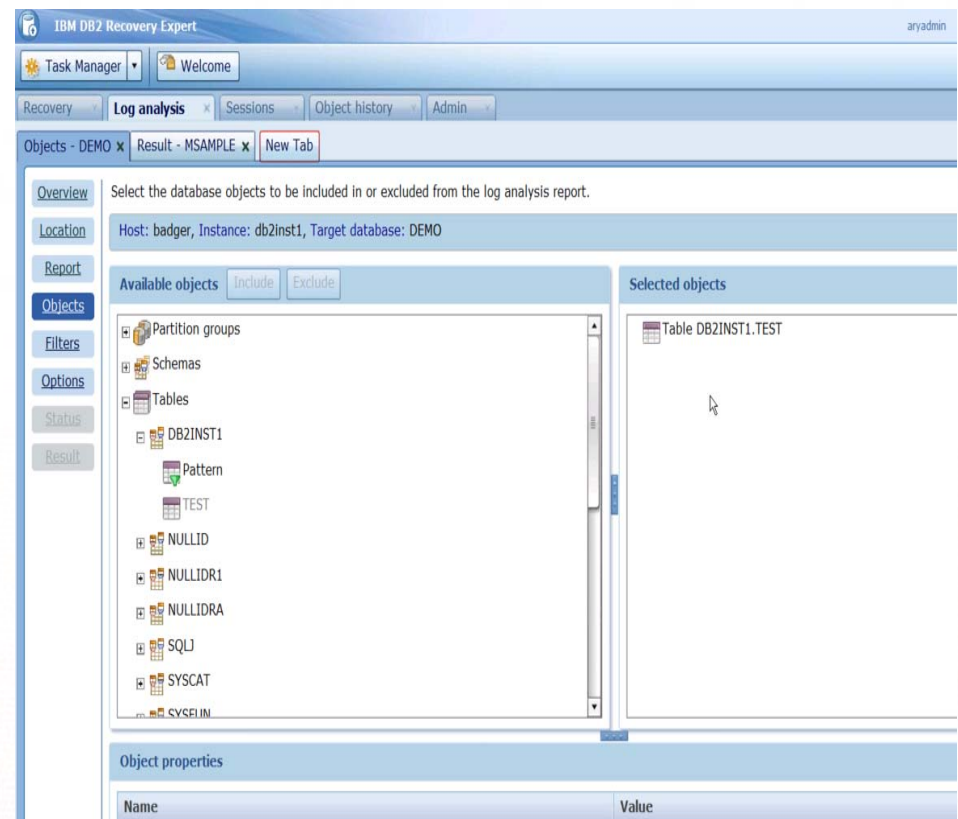 IBM DB2 Recovery Expert
aryadmin
Task Manager
Welcome
Recovery
Log analysis
Sessions
Object history
Admin
Objects - DEMO
Result - MSAMPLE
New Tab
Overview
Location
Report
Objects
Filters
Options
Status
Result
Select the database objects to be included in or excluded from the log analysis report.
Host: badger, Instance: db2inst1, Target database: DEMO
Available objects
Include
Exclude
Partition groups
Schemas
Tables
DB2INST1
Pattern
TEST
NULLID
NULLIDR1
NULLIDRA
SQLJ
SYSCAT
SYSFUN
Selected objects
Table DB2INST1.TEST
Object properties
Name
Value